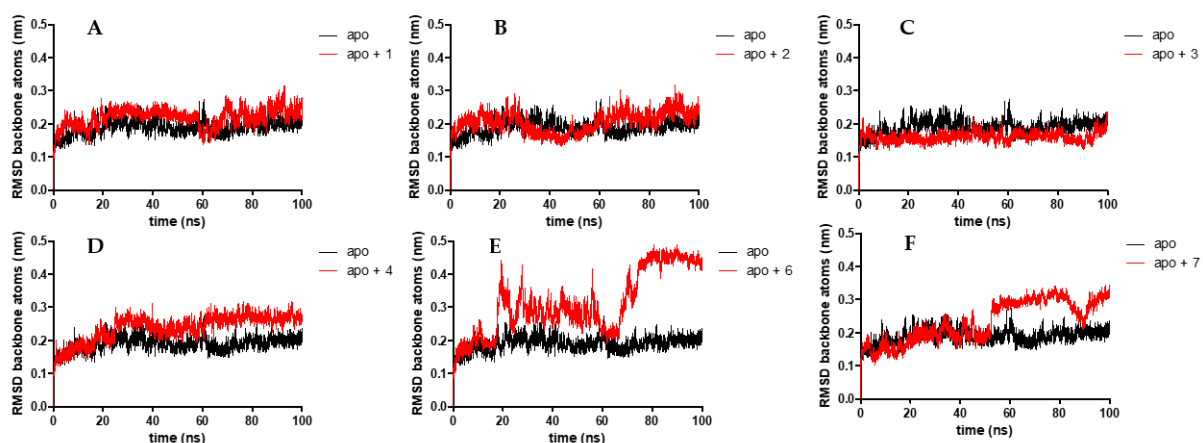 A
RMSD backbone atoms (nm)
0.5
0.4
0.3
0.2
0.1
0.0
0 20 40 60 80 100
time (ns)
apo
apo + 1
B
RMSD backbone atoms (nm)
0.5
0.4
0.3
0.2
0.1
0.0
0 20 40 60 80 100
time (ns)
apo
apo + 2
C
RMSD backbone atoms (nm)
0.5
0.4
0.3
0.2
0.1
0.0
0 20 40 60 80 100
time (ns)
apo
apo + 3
D
RMSD backbone atoms (nm)
0.5
0.4
0.3
0.2
0.1
0.0
0 20 40 60 80 100
time (ns)
apo
apo + 4
E
RMSD backbone atoms (nm)
0.5
0.4
0.3
0.2
0.1
0.0
0 20 40 60 80 100
time (ns)
apo
apo + 6
F
RMSD backbone atoms (nm)
0.5
0.4
0.3
0.2
0.1
0.0
0 20 40 60 80 100
time (ns)
apo
apo + 7